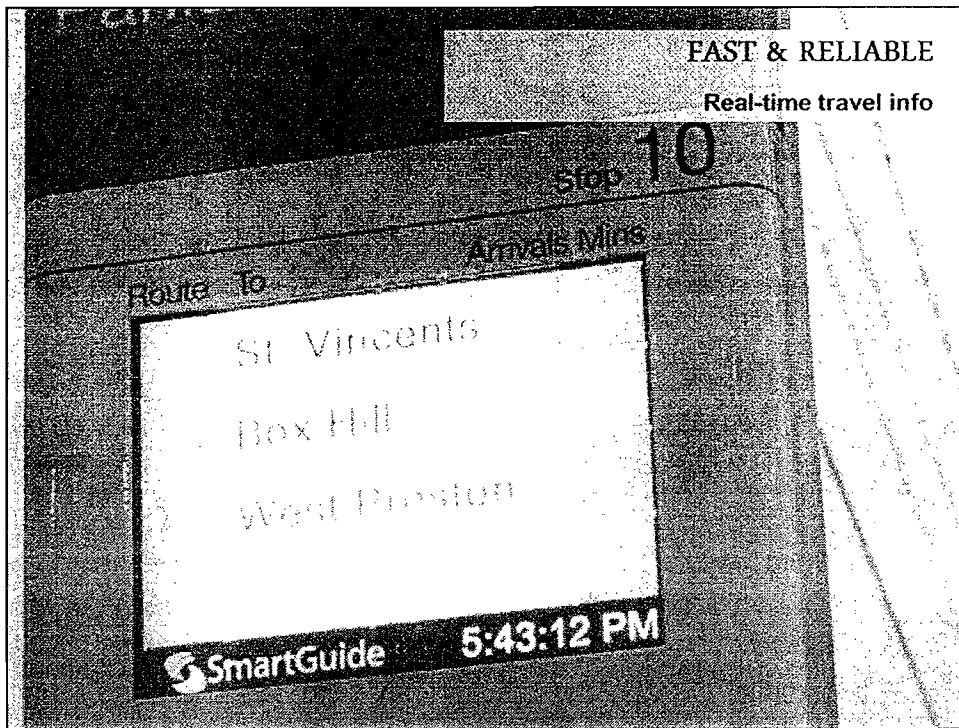 FAST & RELIABLE
Real-time travel info
Stop 10
Route To Arrivals Mins
St. Vincents
Box Hill
West Preston
SmartGuide 5:43:12 PM